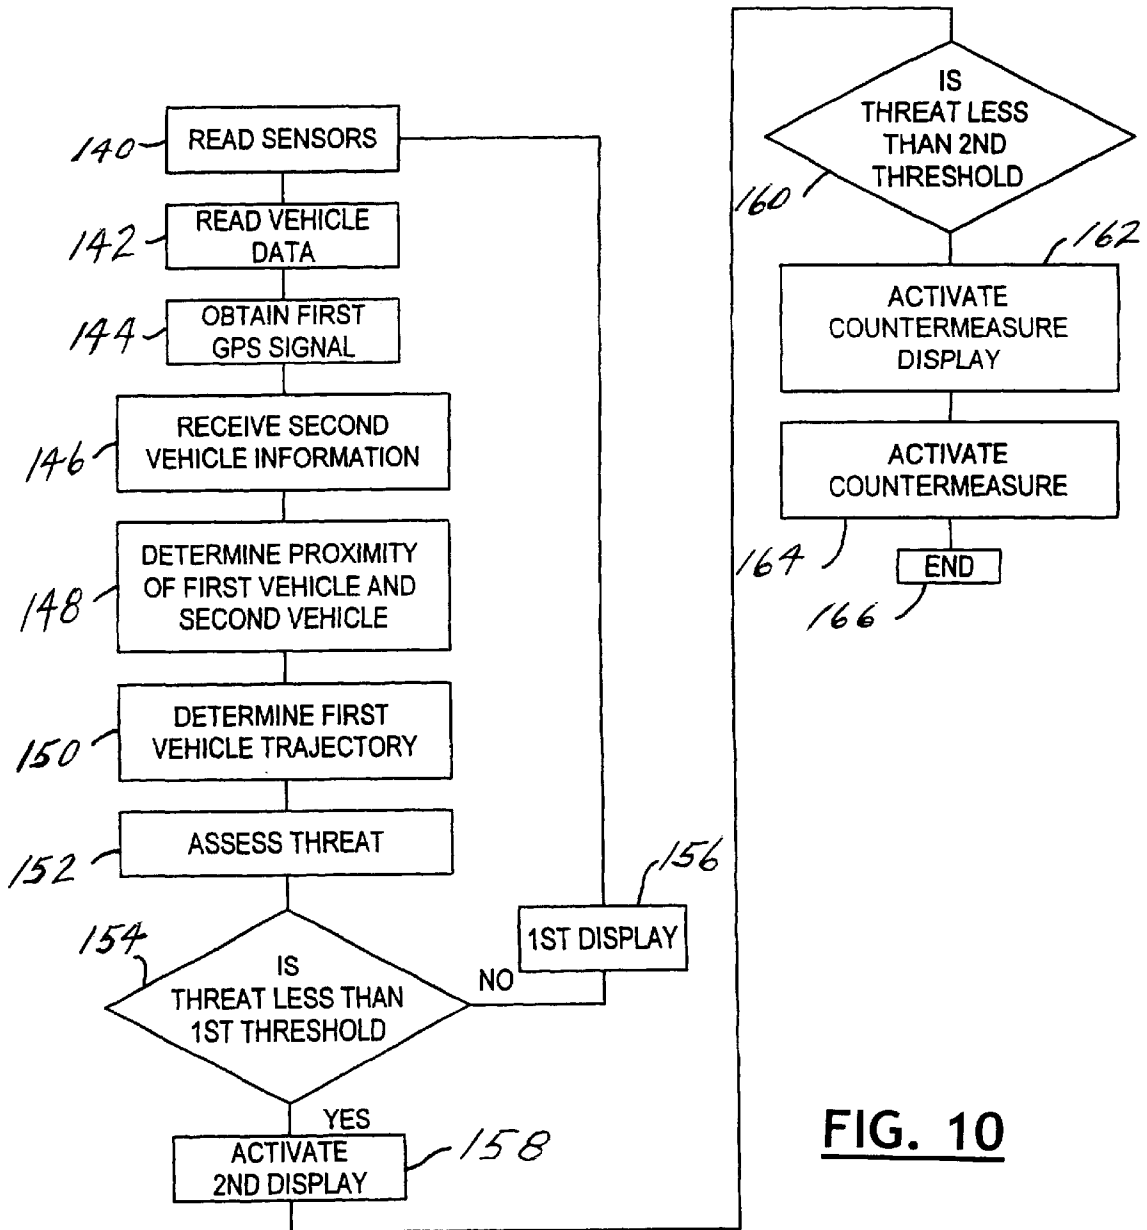 140
READ SENSORS
142
READ VEHICLE
DATA
144
OBTAIN FIRST
GPS SIGNAL
146
RECEIVE SECOND
VEHICLE INFORMATION
148
DETERMINE PROXIMITY
OF FIRST VEHICLE AND
SECOND VEHICLE
150
DETERMINE FIRST
VEHICLE TRAJECTORY
152
ASSESS THREAT
154
IS
THREAT LESS THAN
1ST THRESHOLD
NO
156
1ST DISPLAY
YES
ACTIVATE
2ND DISPLAY
158
IS
THREAT LESS
THAN 2ND
THRESHOLD
160
162
ACTIVATE
COUNTERMEASURE
DISPLAY
ACTIVATE
COUNTERMEASURE
164
END
166
FIG. 10